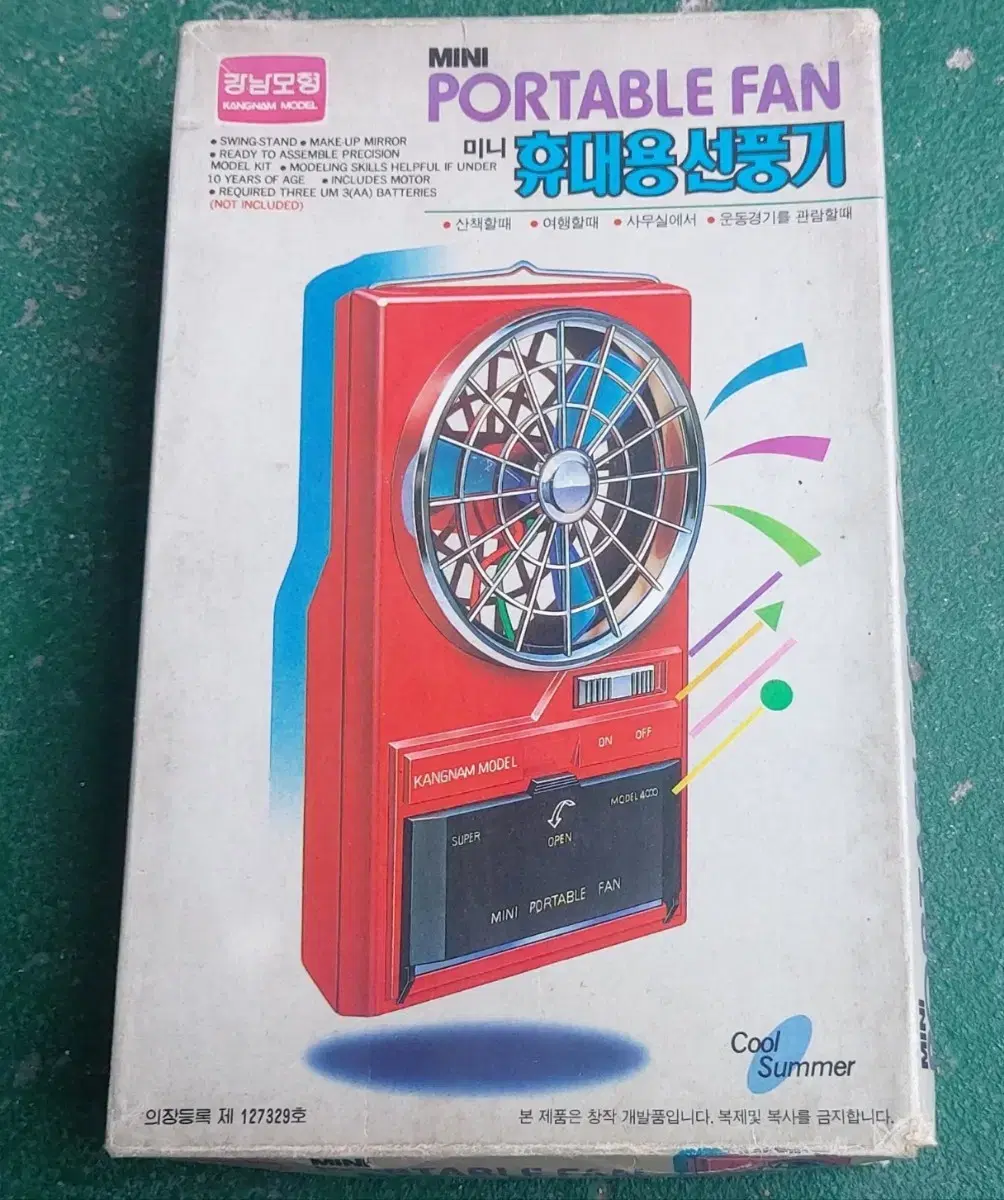 강남모형
KANGNAM MODEL
MINI
PORTABLE FAN
미니 휴대용선풍기
• SWING-STAND • MAKE-UP MIRROR
• READY TO ASSEMBLE PRECISION
MODEL KIT • MODELING SKILLS HELPFUL IF UNDER
10 YEARS OF AGE • INCLUDES MOTOR
• REQUIRED THREE UM 3(AA) BATTERIES
(NOT INCLUDED)
• 산책할때 • 여행할때 • 사무실에서 • 운동경기를 관람할때
ON OFF
KANGNAM MODEL
MODEL 4000
SUPER
OPEN
MINI PORTABLE FAN
Cool
Summer
의장등록 제 127329호
본 제품은 창작 개발품입니다. 복제및 복사를 금지합니다.
MINI
MINI PORTABLE FAN